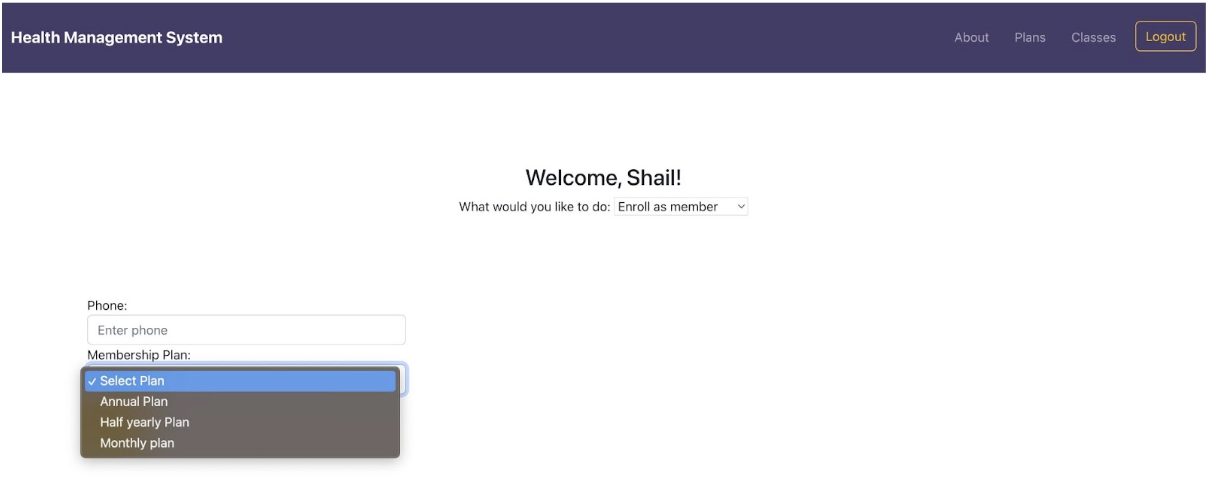 Health Management System
About Plans Classes Logout
Welcome, Shail!
What would you like to do: Enroll as member
Phone:
Enter phone
Membership Plan:
✓ Select Plan
Annual Plan
Half yearly Plan
Monthly plan